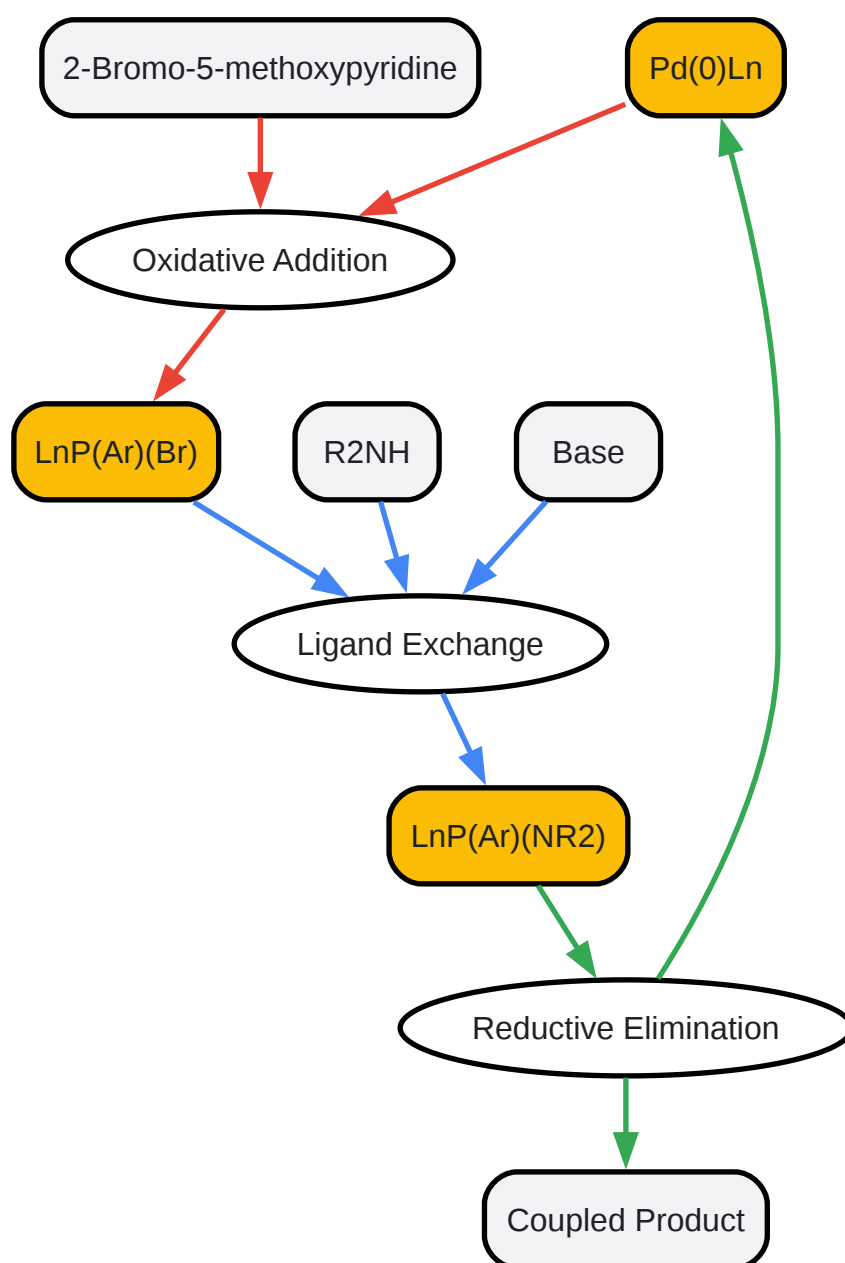 2-Bromo-5-methoxypyridine
Pd(0)Ln
Oxidative Addition
LnP(Ar)(Br)
R2NH
Base
Ligand Exchange
LnP(Ar)(NR2)
Reductive Elimination
Coupled Product